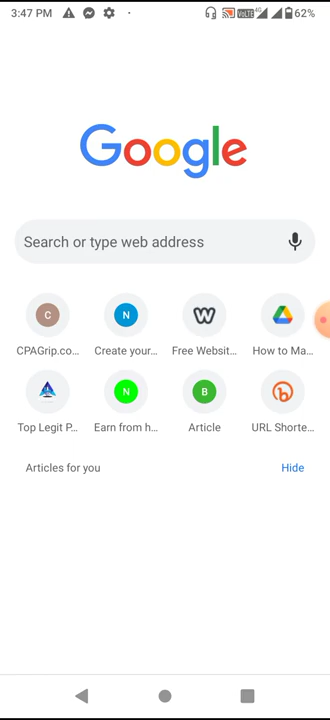 3:47 PM
VoLTE 4G 62%
Google
Search or type web address
C
N
CPAGrip.co...
Create your...
Free Websit...
How to Ma...
N
B
Top Legit P...
Earn from h...
Article
URL Shorte...
Articles for you
Hide